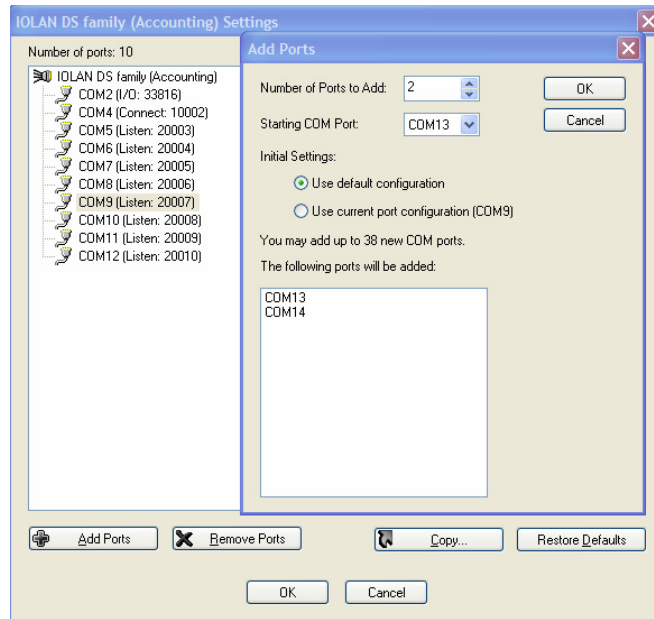 IOLAN DS family (Accounting) Settings
Number of ports: 10
IOLAN DS family (Accounting)
COM2 (I/O: 33816)
COM4 (Connect: 10002)
COM5 (Listen: 20003)
COM6 (Listen: 20004)
COM7 (Listen: 20005)
COM8 (Listen: 20006)
COM9 (Listen: 20007)
COM10 (Listen: 20008)
COM11 (Listen: 20009)
COM12 (Listen: 20010)
Add Ports
Number of Ports to Add: 2
OK
Starting COM Port: COM13
Cancel
Initial Settings:
Use default configuration
Use current port configuration (COM9)
You may add up to 38 new COM ports.
The following ports will be added:
COM13
COM14
Add Ports
Remove Ports
Copy...
Restore Defaults
OK
Cancel